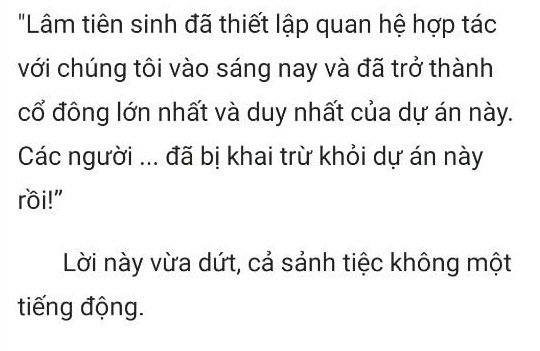 "Lâm tiên sinh đã thiết lập quan hệ hợp tác
với chúng tôi vào sáng nay và đã trở thành
cổ đông lớn nhất và duy nhất của dự án này.
Các người ... đã bị khai trừ khỏi dự án này
rồi!”
Lời này vừa dứt, cả sảnh tiệc không một
tiếng động.